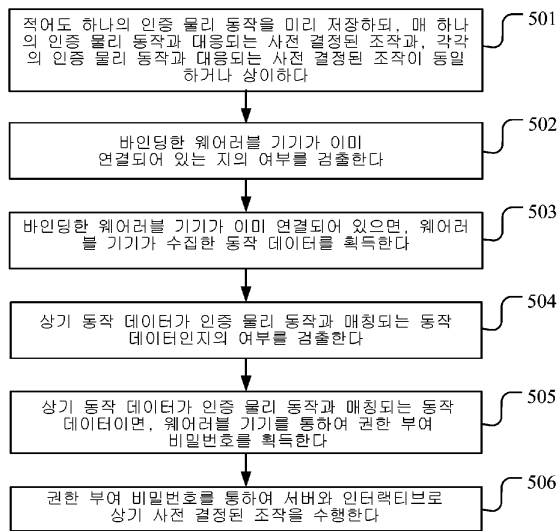 적어도 하나의 인증 물리 동작을 미리 저장하되, 매 하나
의 인증 물리 동작과 대응되는 사전 결정된 조작과, 각각
의 인증 물리 동작과 대응되는 사전 결정된 조작이 동일
하거나 상이하다
501
바인딩한 웨어러블 기기가 이미
연결되어 있는 지의 여부를 검출한다
502
바인딩한 웨어러블 기기가 이미 연결되어 있으면, 웨어러
블 기기가 수집한 동작 데이터를 획득한다
503
상기 동작 데이터가 인증 물리 동작과 매칭되는 동작
데이터인지의 여부를 검출한다
504
상기 동작 데이터가 인증 물리 동작과 매칭되는 동작
데이터이면, 웨어러블 기기를 통하여 권한 부여
비밀번호를 획득한다
505
권한 부여 비밀번호를 통하여 서버와 인터랙티브로
상기 사전 결정된 조작을 수행한다
506